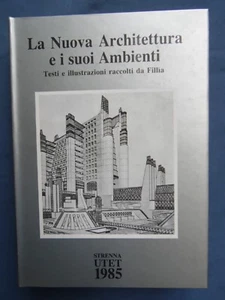 La Nuova Architettura
e i suoi Ambienti
Testi e illustrazioni raccolti da Fillia
STRENNA
UTET
1985